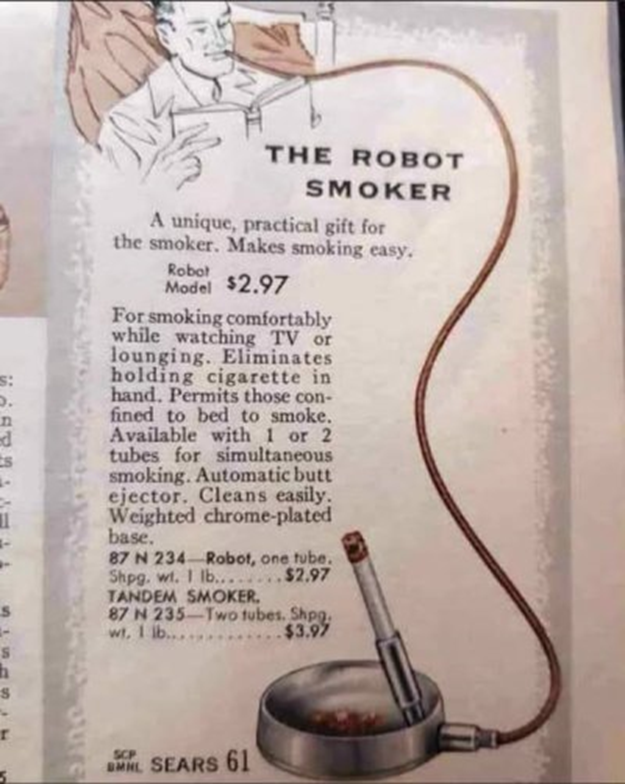 THE ROBOT
SMOKER
A unique, practical gift for
the smoker. Makes smoking easy.
Robot
Model $2.97
For smoking comfortably
while watching TV or
lounging. Eliminates
holding cigarette in
hand. Permits those con-
fined to bed to smoke.
Available with 1 or 2
tubes for simultaneous
smoking. Automatic butt
ejector. Cleans easily.
Weighted chrome-plated
base.
87 N 234—Robot, one tube.
Shpg. wt. 1 lb........$2.97
TANDEM SMOKER.
87 N 235—Two tubes. Shpg.
wt. 1 lb..............$3.97
SEARS 61